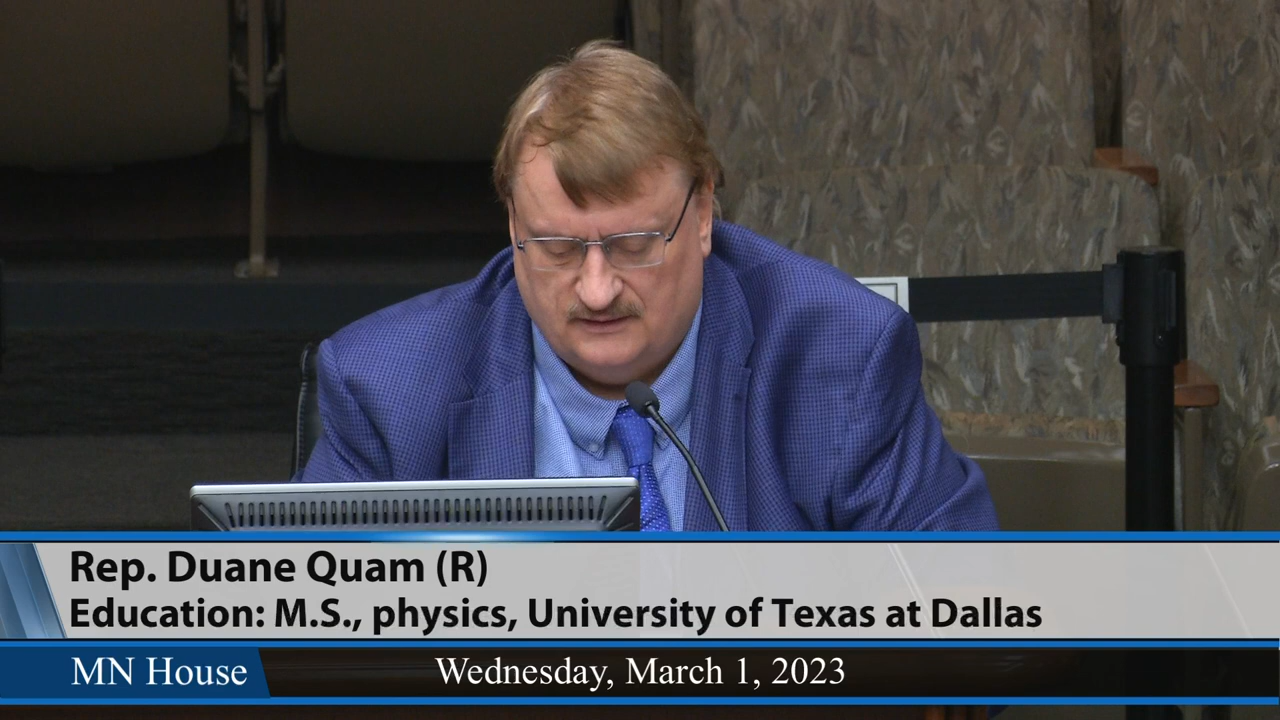 Rep. Duane Quam (R)
Education: M.S., physics, University of Texas at Dallas
MN House
Wednesday, March 1, 2023